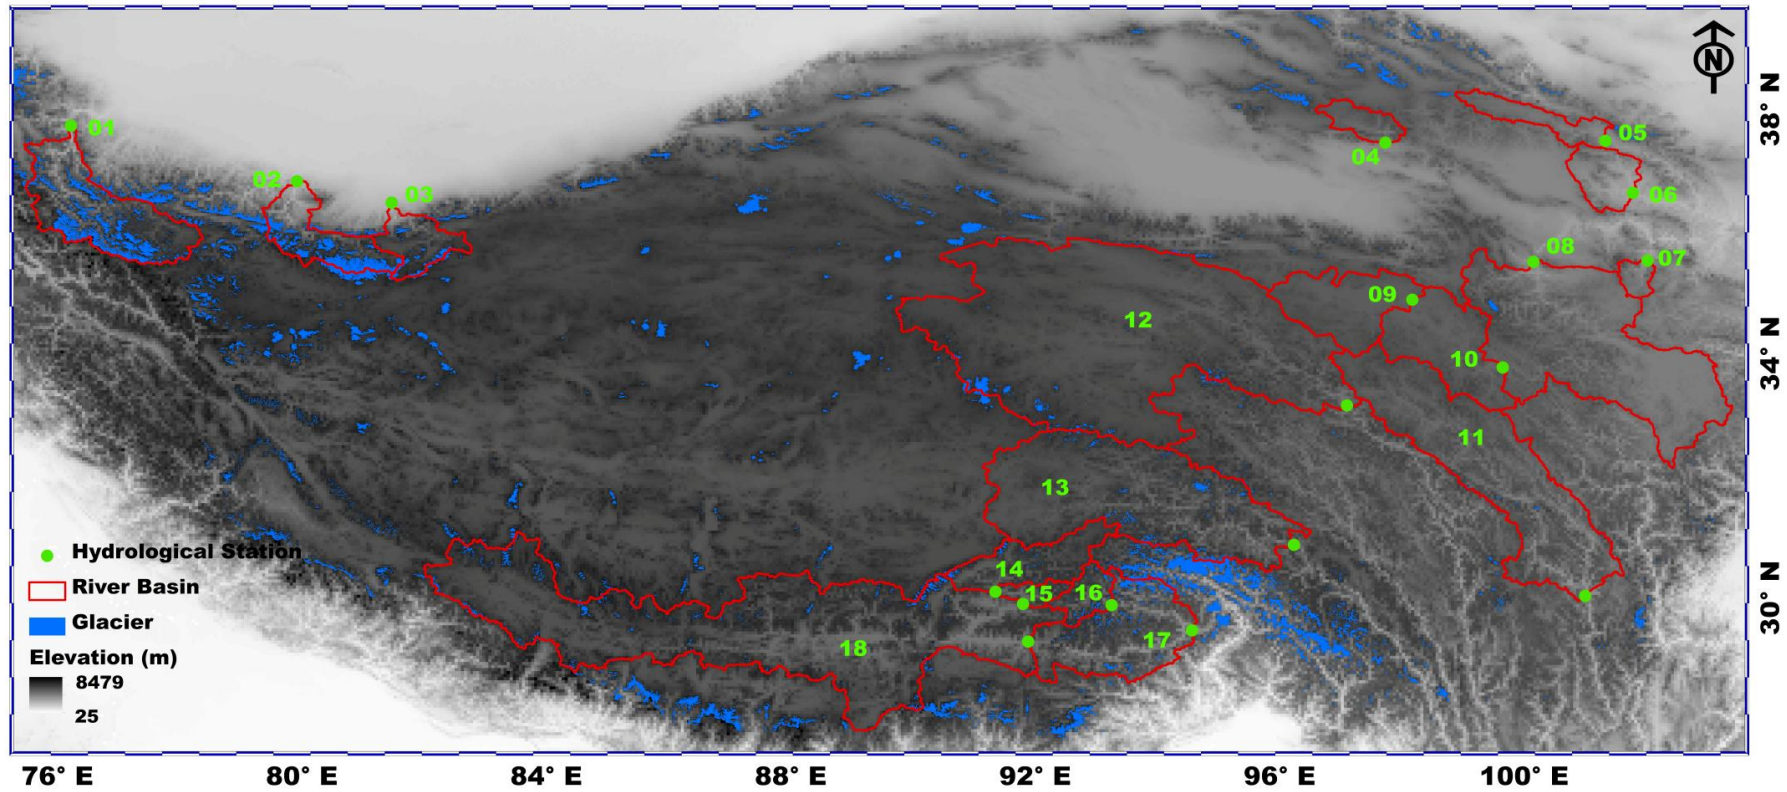 N
01
02
03
04
05
06
07
08
09
10
11
12
13
14
15
16
17
18
Hydrological Station
River Basin
Glacier
Elevation (m)
8479
25
38° N
34° N
30° N
76° E
80° E
84° E
88° E
92° E
96° E
100° E